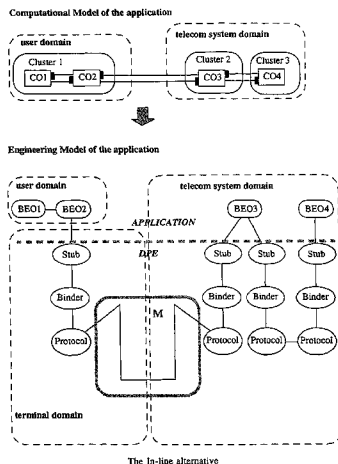 Computational Model of the application
user domain
telecom system domain
Cluster 1
Cluster 2
Cluster 3
CO1
CO2
CO3
CO4
Engineering Model of the application
user domain
telecom system domain
BEO1
BEO2
BEO3
BEO4
APPLICATION
DPE
Stub
Stub
Stub
Stub
Binder
Binder
Binder
Binder
M
Protocol
Protocol
Protocol
Protocol
terminal domain
The In-line alternative